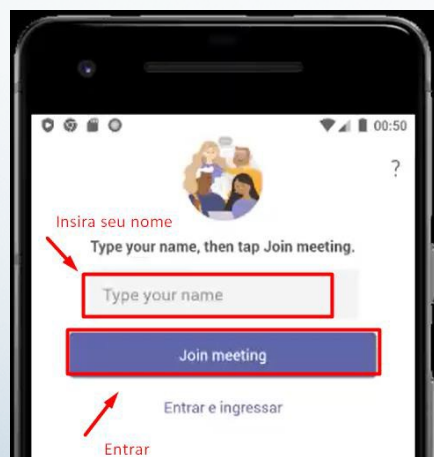 00:50
?
Insira seu nome
Type your name, then tap Join meeting.
Type your name
Join meeting
Entrar e ingressar
Entrar